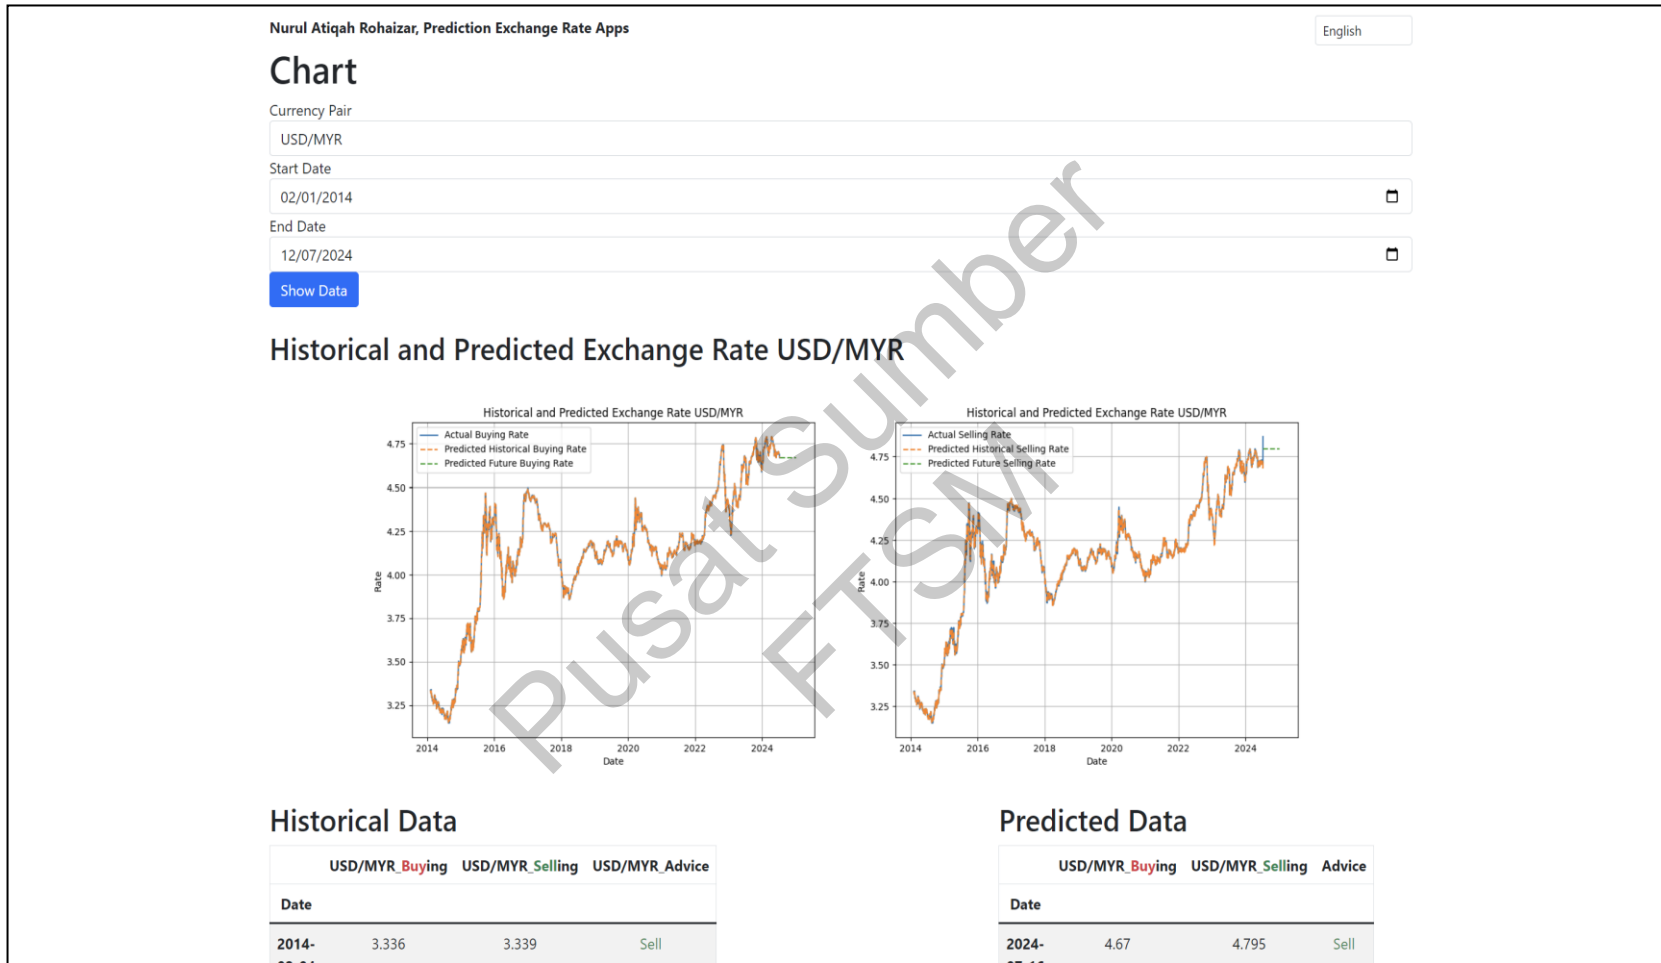 Nurul Atiqah Rohaizar, Prediction Exchange Rate Apps
English
Chart
Currency Pair
USD/MYR
Start Date
02/01/2014
End Date
12/07/2024
Show Data
Historical and Predicted Exchange Rate USD/MYR
Historical and Predicted Exchange Rate USD/MYR
Actual Buying Rate
Predicted Historical Buying Rate
Predicted Future Buying Rate
4.75
4.50
4.25
4.00
3.75
3.50
3.25
Rate
2014 2016 2018 2020 2022 2024
Date
Historical and Predicted Exchange Rate USD/MYR
Actual Selling Rate
Predicted Historical Selling Rate
Predicted Future Selling Rate
4.75
4.50
4.25
4.00
3.75
3.50
3.25
Rate
2014 2016 2018 2020 2022 2024
Date
Pusat Sumber
FTSM
Historical Data
USD/MYR_Buying USD/MYR_Selling USD/MYR_Advice
Date
2014- 3.336 3.339 Sell
Predicted Data
USD/MYR_Buying USD/MYR_Selling Advice
Date
2024- 4.67 4.795 Sell